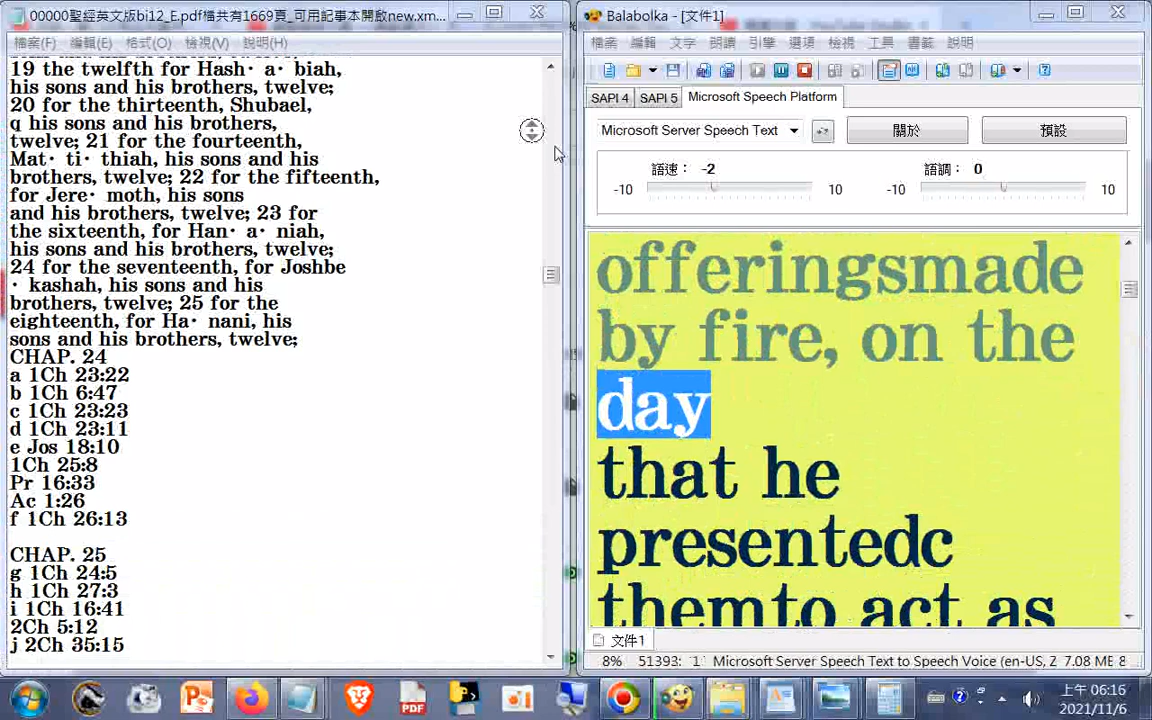 00000聖經英文版bi12_E.pdf檔共有1669頁_可用記事本開啟new.xm...
檔案(F) 編輯(E) 格式(O) 檢視(V) 說明(H)
19 the twelfth for Hash·a·biah,
his sons and his brothers, twelve;
20 for the thirteenth, Shubael,
q his sons and his brothers,
twelve; 21 for the fourteenth,
Mat·ti·thiah, his sons and his
brothers, twelve; 22 for the fifteenth,
for Jere·moth, his sons
and his brothers, twelve; 23 for
the sixteenth, for Han·a·niah,
his sons and his brothers, twelve;
24 for the seventeenth, for Joshbe
·kashah, his sons and his
brothers, twelve; 25 for the
eighteenth, for Ha·nani, his
sons and his brothers, twelve;
CHAP. 24
a 1Ch 23:22
b 1Ch 6:47
c 1Ch 23:23
d 1Ch 23:11
e Jos 18:10
1Ch 25:8
Pr 16:33
Ac 1:26
f 1Ch 26:13
CHAP. 25
g 1Ch 24:5
h 1Ch 27:3
i 1Ch 16:41
2Ch 5:12
j 2Ch 35:15
Balabolka - [文件1]
檔案 編輯 文字 朗讀 引擎 選項 檢視 工具 書籤 說明
SAPI 4 SAPI 5 Microsoft Speech Platform
Microsoft Server Speech Text 關於 預設
語速: -2 語調: 0
-10 10 -10 10
offeringsmade
by fire, on the
day
that he
presentedc
themto act as
文件1
8% 51393: 1 Microsoft Server Speech Text to Speech Voice (en-US, 2 7.08 MB 8
上午 06:16
2021/11/6